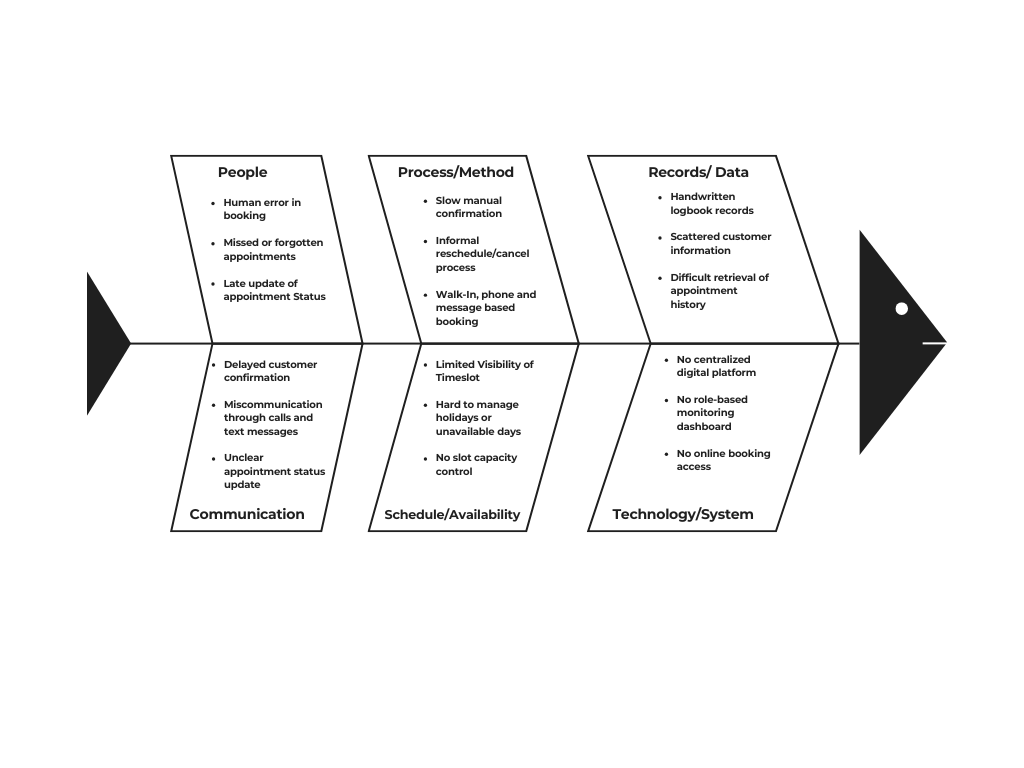 People
• Human error in
booking
• Missed or forgotten
appointments
• Late update of
appointment Status
Process/Method
• Slow manual
confirmation
• Informal
reschedule/cancel
process
• Walk-In, phone and
message based
booking
Records/ Data
• Handwritten
logbook records
• Scattered customer
information
• Difficult retrieval of
appointment
history
• Delayed customer
confirmation
• Miscommunication
through calls and
text messages
• Unclear
appointment status
update
Communication
• Limited Visibility of
Timeslot
• Hard to manage
holidays or
unavailable days
• No slot capacity
control
Schedule/Availability
• No centralized
digital platform
• No role-based
monitoring
dashboard
• No online booking
access
Technology/System